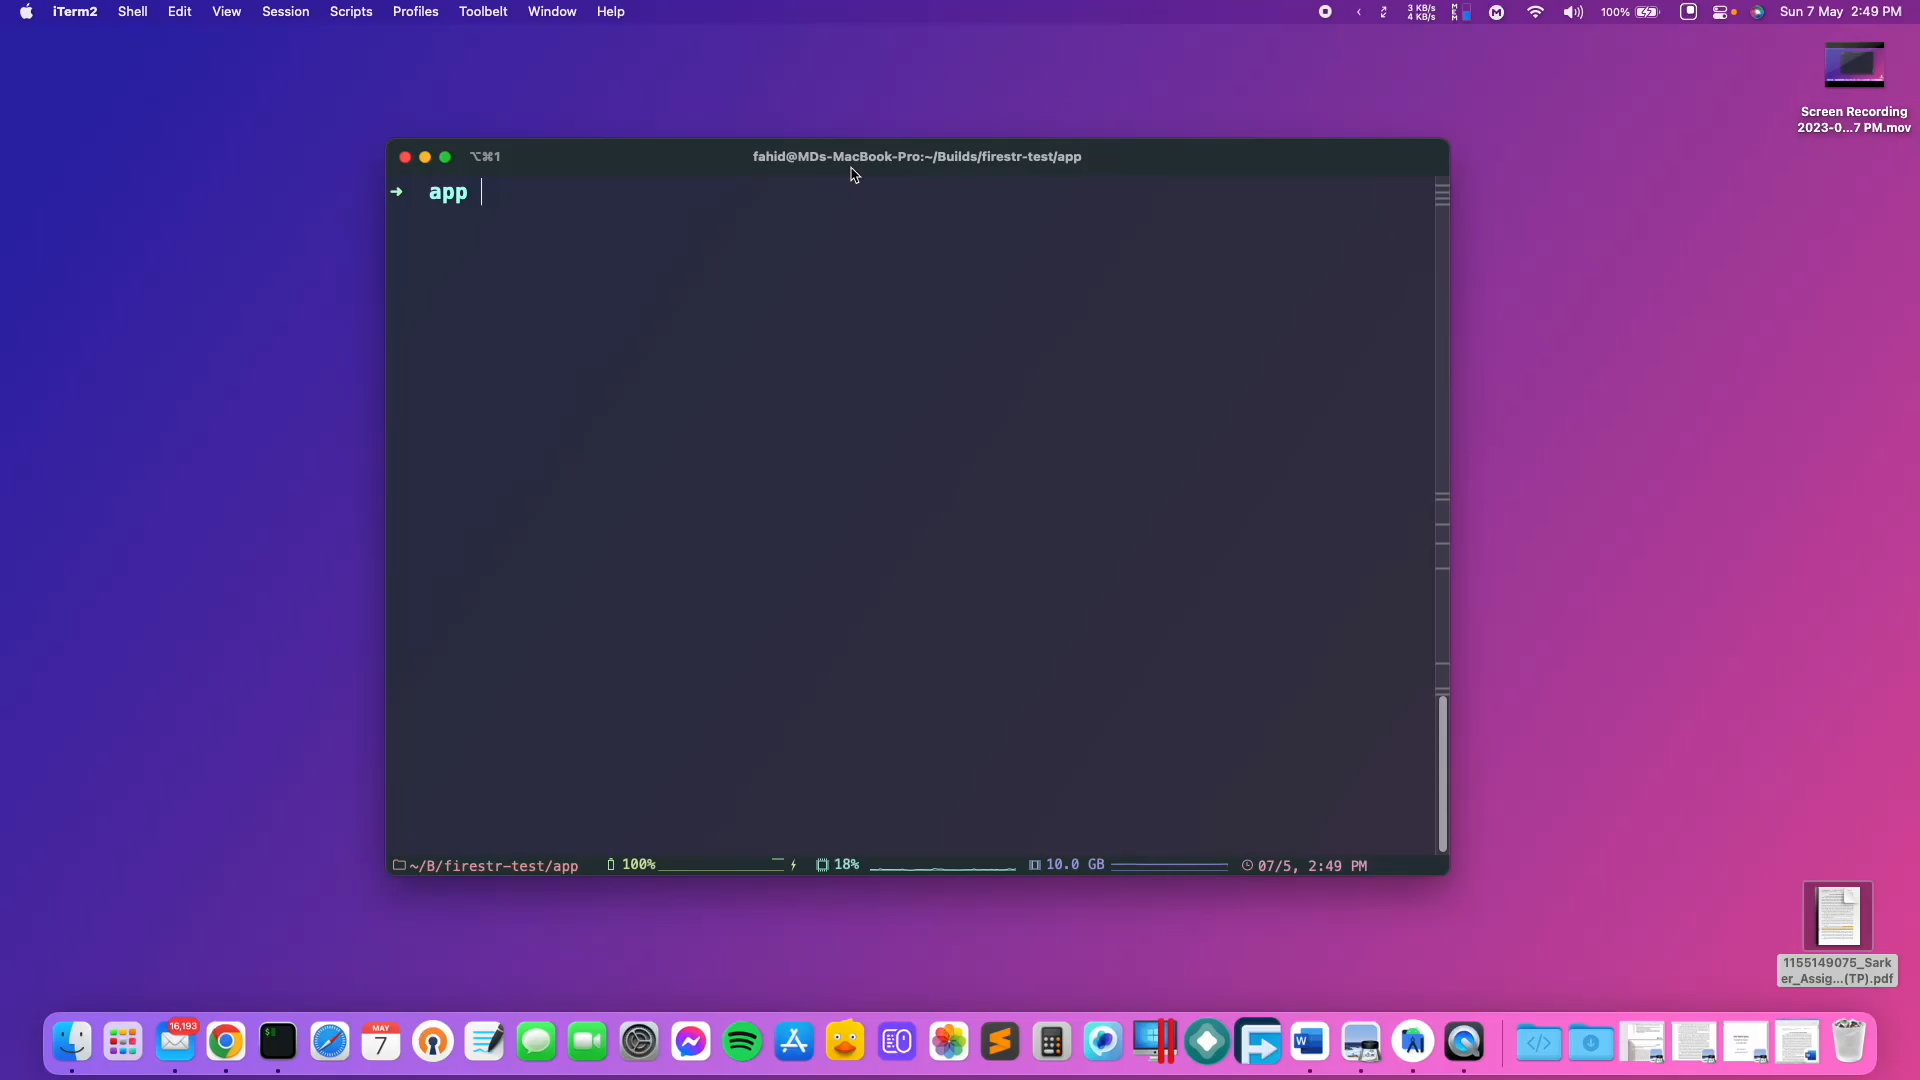 iTerm2 Shell Edit View Session Scripts Profiles Toolbelt Window Help
3 KB/s
4 KB/s
MEM
M
100%
Sun 7 May 2:49 PM
Screen Recording
2023-0...7 PM.mov
⌥⌘1
fahid@MDs-MacBook-Pro:~/Builds/firestr-test/app
➜ app
~/B/firestr-test/app 100% 18% 10.0 GB 07/5, 2:49 PM
1155149075_Sark
er_Assig...(TP).pdf
16,193
$
MAY
7
W